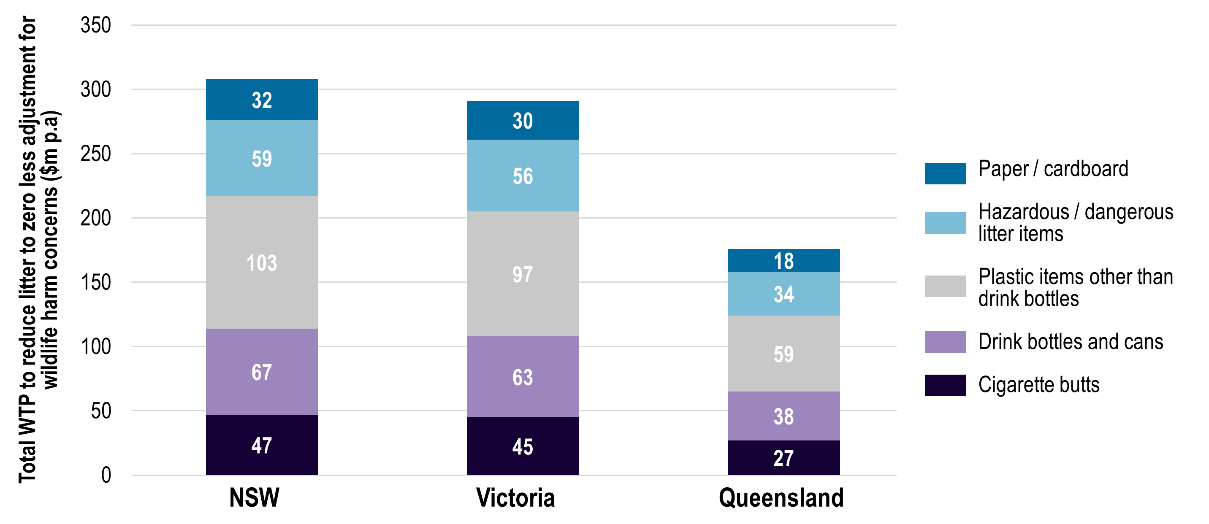 Total WTP to reduce litter to zero less adjustment for
wildlife harm concerns ($m p.a)
350
300
250
200
150
100
50
0
32
59
103
67
47
30
56
97
63
45
18
34
59
38
27
NSW
Victoria
Queensland
Paper / cardboard
Hazardous / dangerous
litter items
Plastic items other than
drink bottles
Drink bottles and cans
Cigarette butts